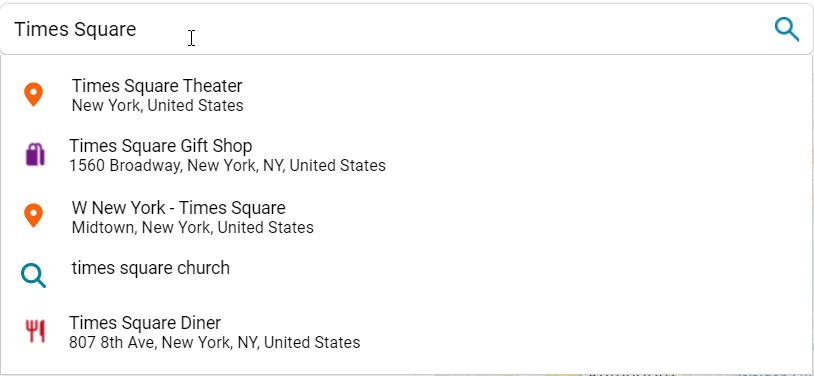 Times Square
Times Square Theater
New York, United States
Times Square Gift Shop
1560 Broadway, New York, NY, United States
W New York - Times Square
Midtown, New York, United States
times square church
Times Square Diner
807 8th Ave, New York, NY, United States